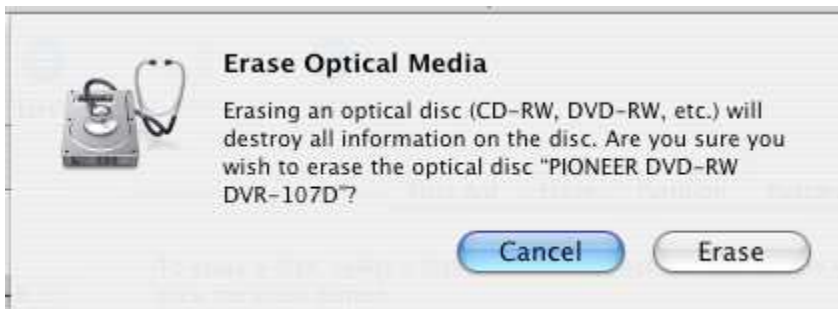 Erase Optical Media
Erasing an optical disc (CD-RW, DVD-RW, etc.) will
destroy all information on the disc. Are you sure you
wish to erase the optical disc "PIONEER DVD-RW
DVR-107D"?
Cancel
Erase